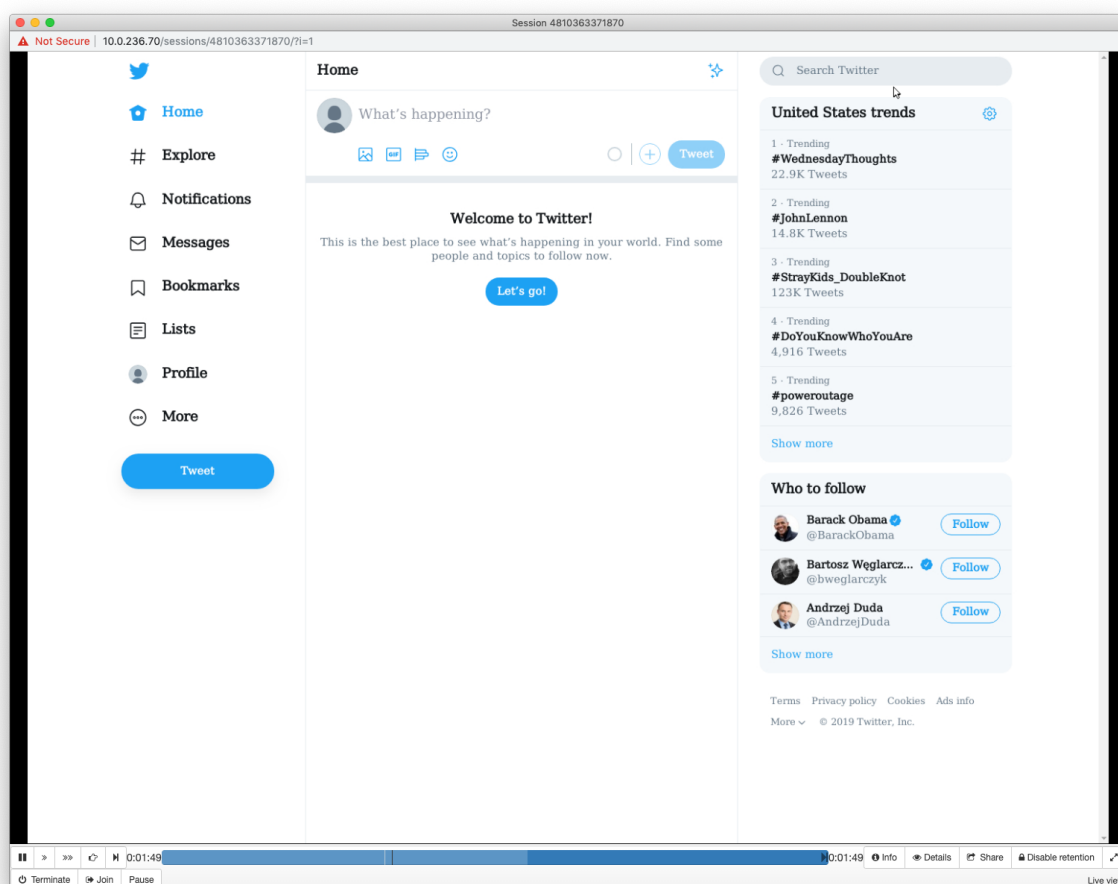 Session 4810363371870
Not Secure | 10.0.236.70/sessions/4810363371870/?i=1
Home
Explore
Notifications
Messages
Bookmarks
Lists
Profile
More
Tweet
Home
What's happening?
GIF
Tweet
Welcome to Twitter!
This is the best place to see what's happening in your world. Find some
people and topics to follow now.
Let's go!
Search Twitter
United States trends
1 · Trending
#WednesdayThoughts
22.9K Tweets
2 · Trending
#JohnLennon
14.8K Tweets
3 · Trending
#StrayKids_DoubleKnot
123K Tweets
4 · Trending
#DoYouKnowWhoYouAre
4,916 Tweets
5 · Trending
#poweroutage
9,826 Tweets
Show more
Who to follow
Barack Obama
@BarackObama
Follow
Bartosz Węglarcz...
@bweglarczyk
Follow
Andrzej Duda
@AndrzejDuda
Follow
Show more
Terms Privacy policy Cookies Ads info
More © 2019 Twitter, Inc.
0:01:49 0:01:49 Info Details Share Disable retention
Terminate Join Pause Live vie